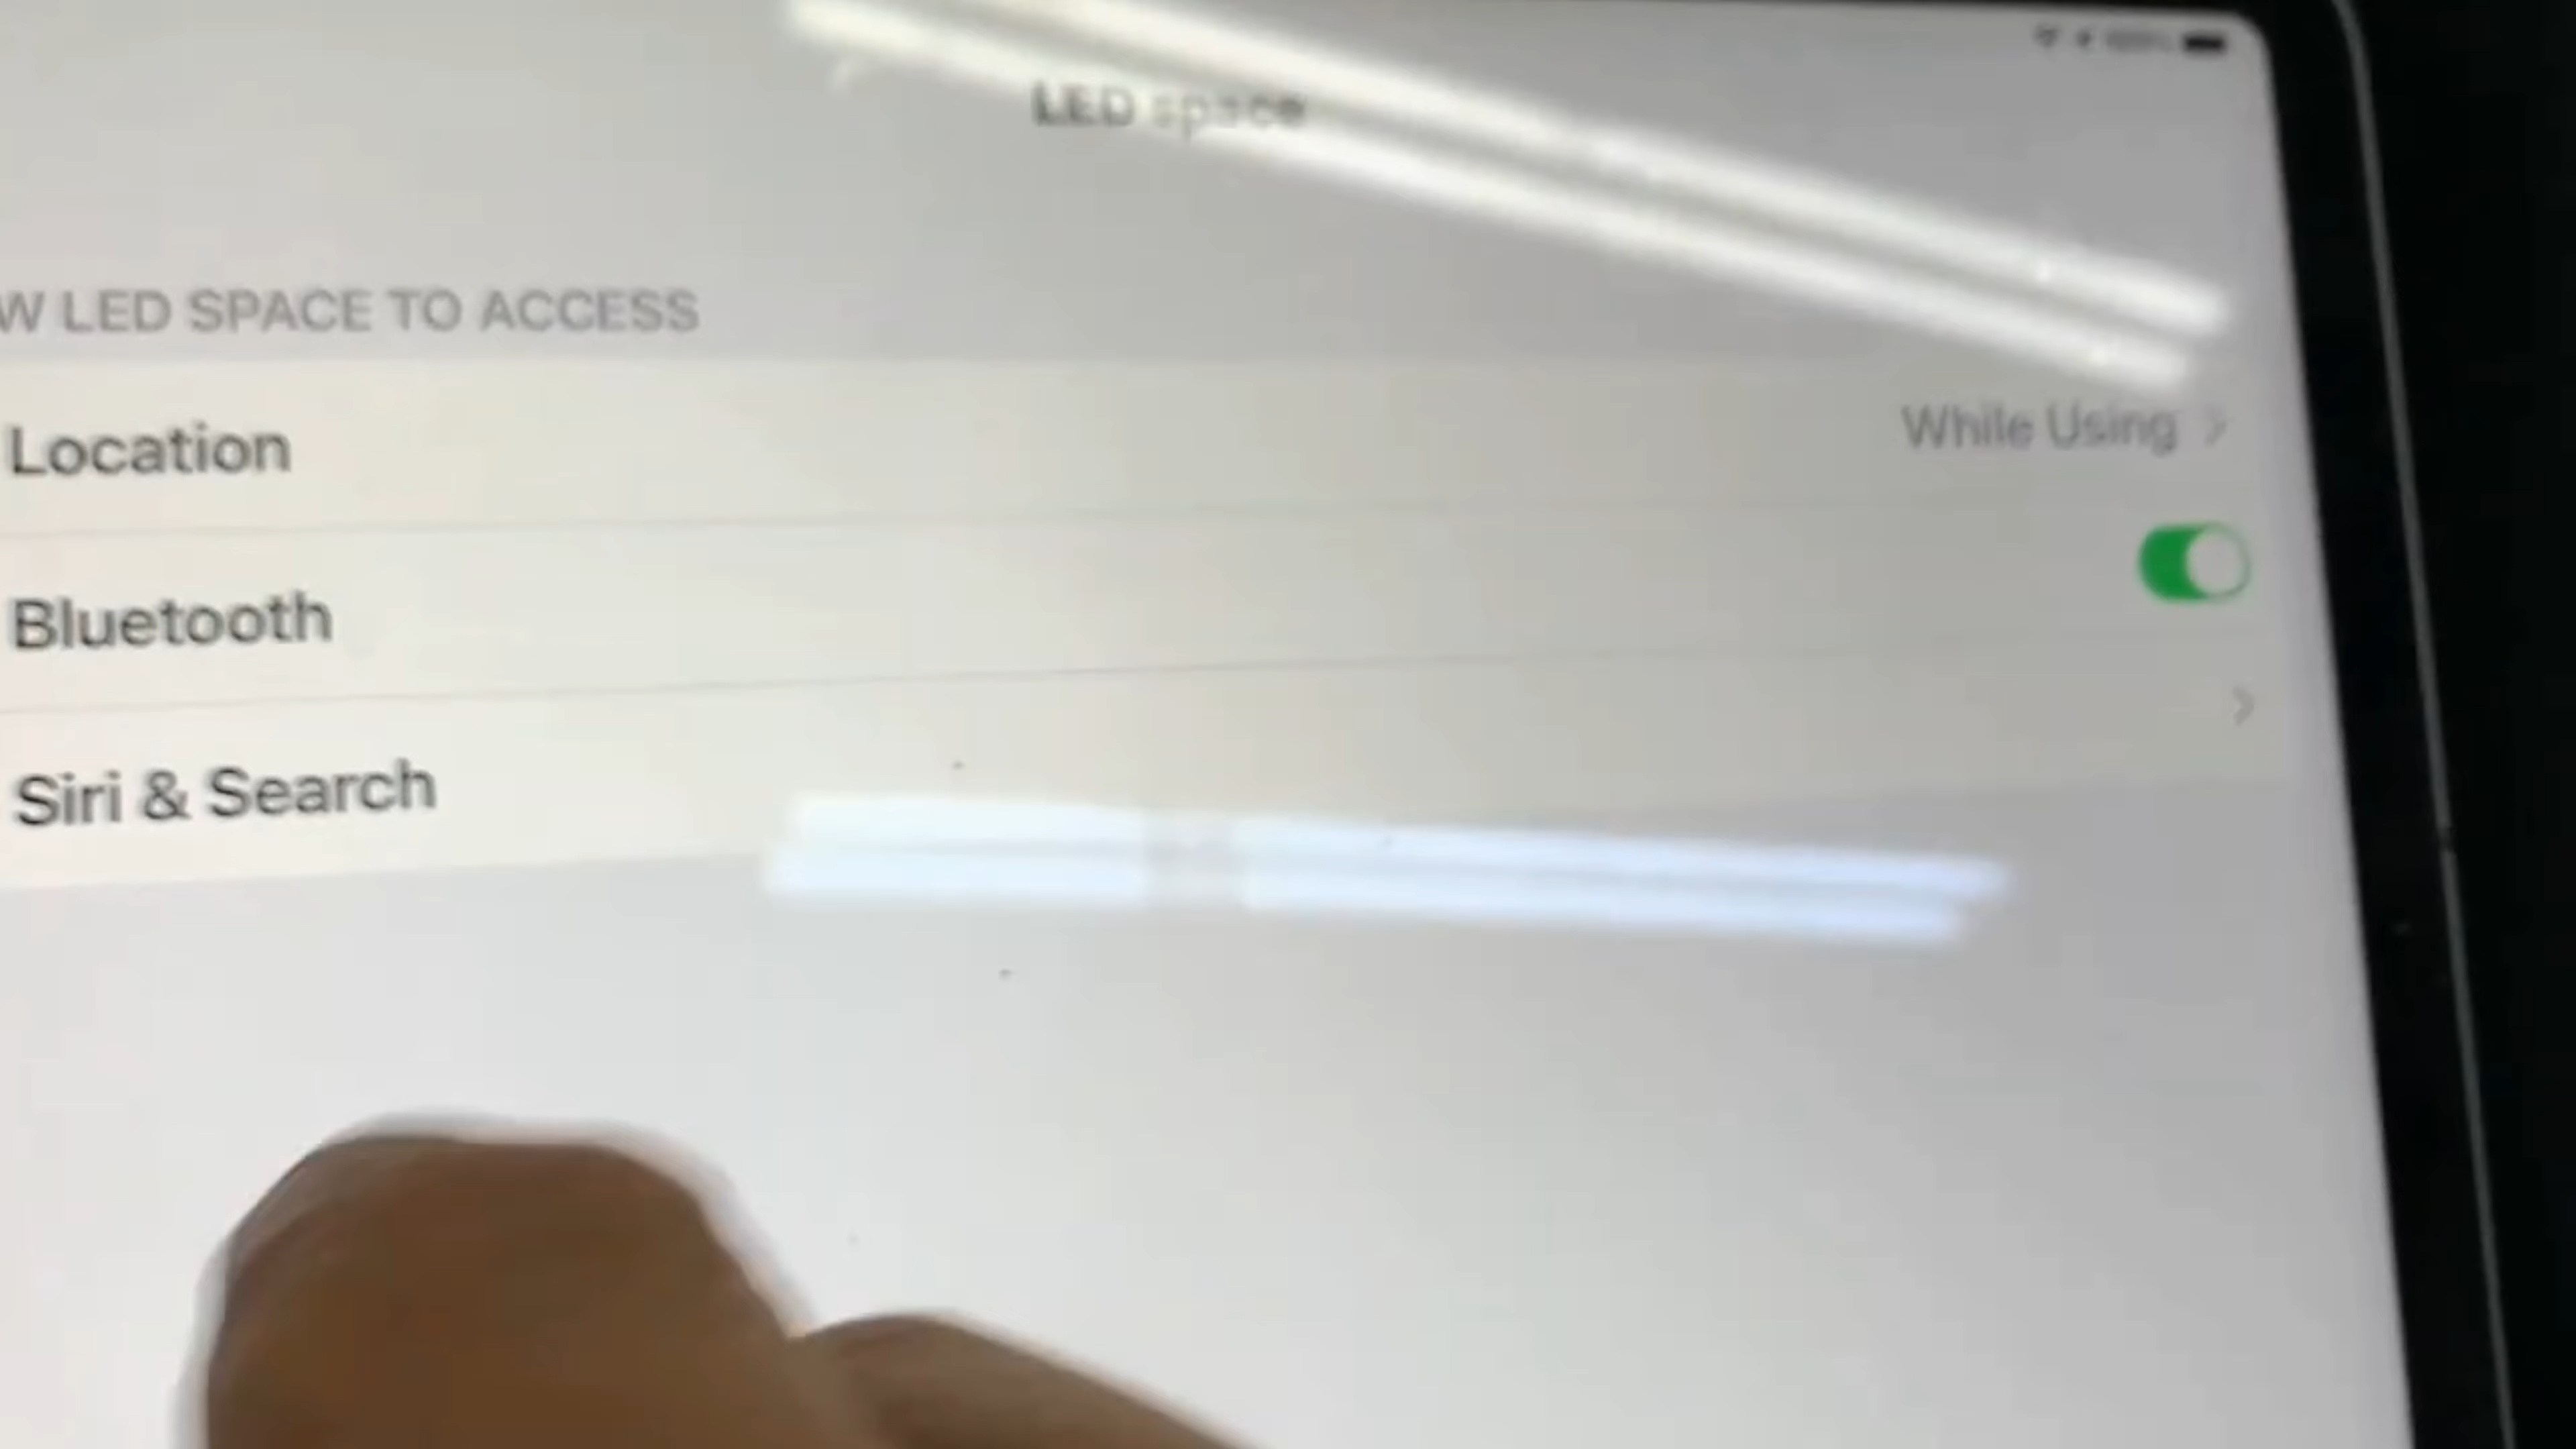 LED space
W LED SPACE TO ACCESS
Location
While Using
Bluetooth
Siri & Search